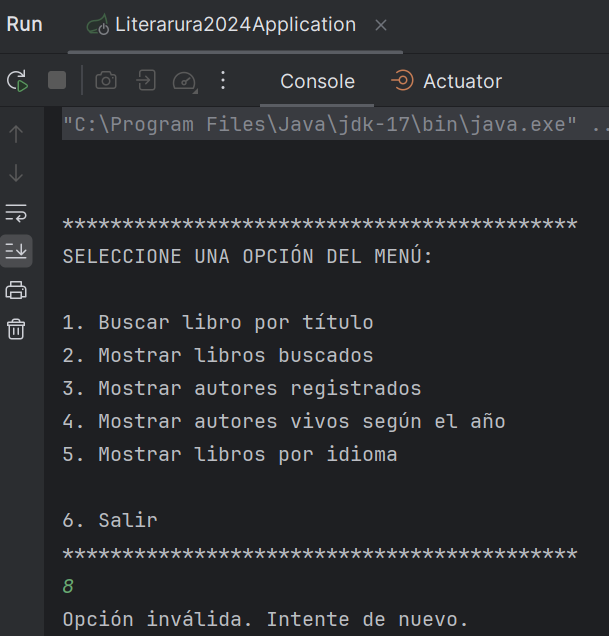 Run Literarura2024Application
Console Actuator
"C:\Program Files\Java\jdk-17\bin\java.exe" ..
*******************************************
SELECCIONE UNA OPCIÓN DEL MENÚ:
1. Buscar libro por título
2. Mostrar libros buscados
3. Mostrar autores registrados
4. Mostrar autores vivos según el año
5. Mostrar libros por idioma
6. Salir
*******************************************
8
Opción inválida. Intente de nuevo.